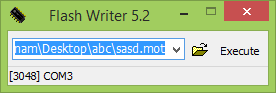 Flash Writer 5.2
nam\Desktop\abc\sasd.mot
Execute
[3048] COM3